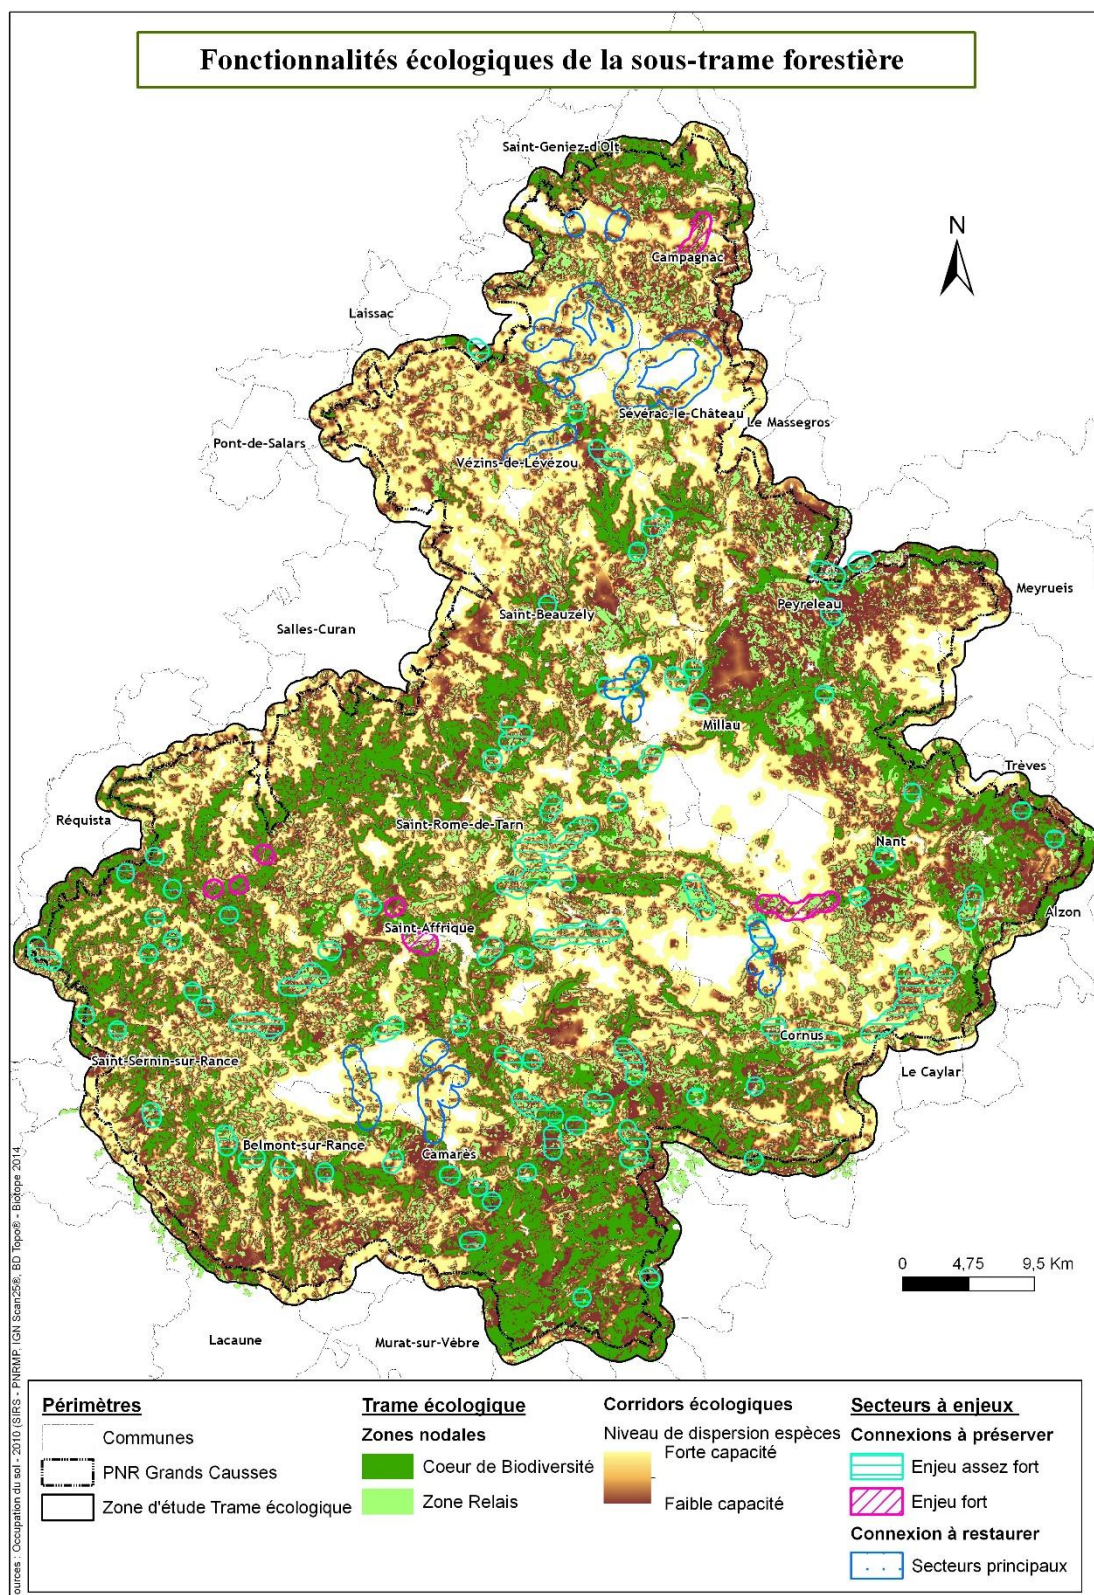 Fonctionnalités écologiques de la sous-trame forestière
Saint-Geniez-d'Olt
N
Campagnac
Laissac
Sévérac-le-Château
Le Massegros
Pont-de-Salars
Vézins-de-Lévézou
Meyrueis
Peyreleau
Saint-Beauzély
Salles-Curan
Millau
Trèves
Réquista
Saint-Rome-de-Tarn
Nant
Alzon
Saint-Affrique
Cornus
Saint-Sernin-sur-Rance
Le Caylar
Belmont-sur-Rance
Camarès
0 4,75 9,5 Km
Lacaune
Murat-sur-Vèbre
ources : Occupation du sol - 2010 (SIRS - PNRMP, IGN Scan25®, BD Topo® - Biotope 2014
Périmètres
Communes
PNR Grands Causses
Zone d'étude Trame écologique
Trame écologique
Zones nodales
Coeur de Biodiversité
Zone Relais
Corridors écologiques
Niveau de dispersion espèces
Forte capacité
Faible capacité
Secteurs à enjeux
Connexions à préserver
Enjeu assez fort
Enjeu fort
Connexion à restaurer
Secteurs principaux